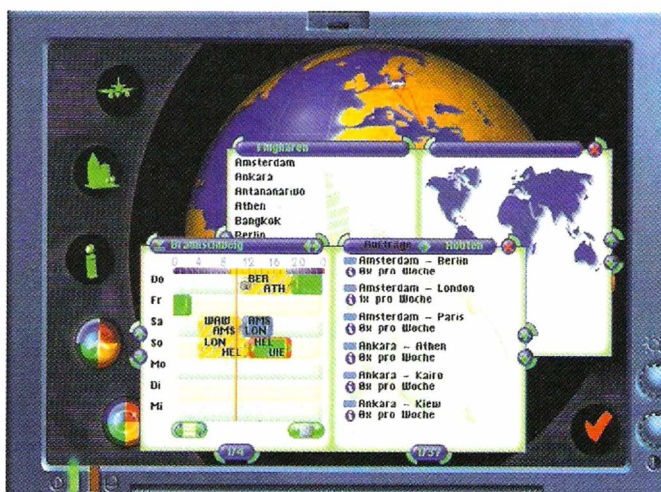 Flughäfen
Amsterdam
Ankara
Antananarivo
Athen
Bangkok
Berlin
Braunschweig
0 4 8 12 16 20 0
Do
BER
ATH
Fr
Sa
WAW AMS
AMS LON
So
LON HEL
HEL VIE
Mo
Di
Mi
1/4
Aufträge Routen
Amsterdam - Berlin
8x pro Woche
Amsterdam - London
1x pro Woche
Amsterdam - Paris
8x pro Woche
Ankara - Athen
8x pro Woche
Ankara - Kairo
8x pro Woche
Ankara - Kiew
8x pro Woche
1/37